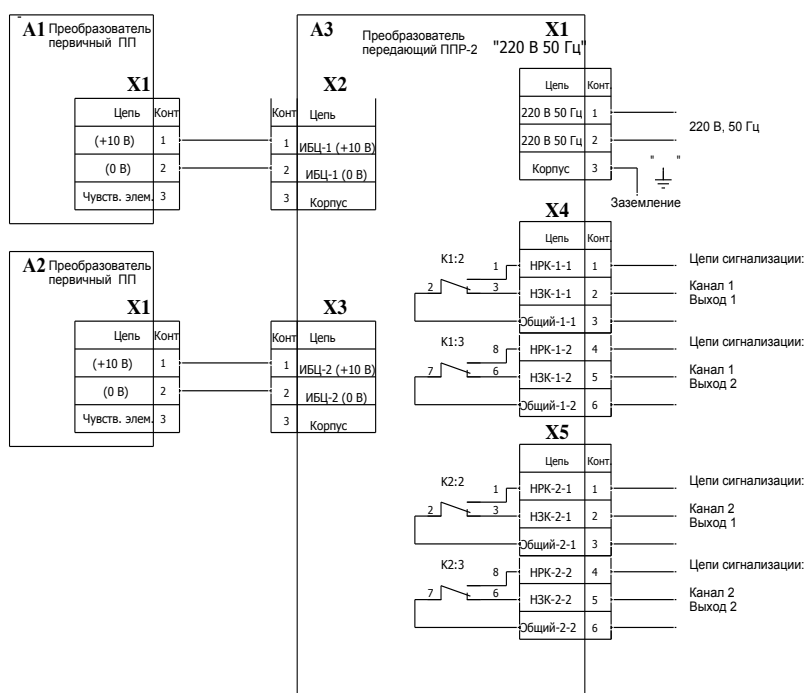 A1 Преобразователь
первичный ПП
X1
Цепь Конт
(+10 В) 1
(0 В) 2
Чувств. элем. 3
A2 Преобразователь
первичный ПП
X1
Цепь Конт
(+10 В) 1
(0 В) 2
Чувств. элем. 3
A3 Преобразователь
передающий ППР-2
X2
Конт Цепь
1 ИБЦ-1 (+10 В)
2 ИБЦ-1 (0 В)
3 Корпус
X3
Конт Цепь
1 ИБЦ-2 (+10 В)
2 ИБЦ-2 (0 В)
3 Корпус
X1
"220 В 50 Гц"
Цепь Конт.
220 В 50 Гц 1
220 В 50 Гц 2
Корпус 3
220 В, 50 Гц
" "
Заземление
X4
Цепь Конт.
K1:2
2 1 3
НРК-1-1 1
НЗК-1-1 2
Общий-1-1 3
Цепи сигнализации:
Канал 1
Выход 1
K1:3
7 8 6
НРК-1-2 4
НЗК-1-2 5
Общий-1-2 6
Цепи сигнализации:
Канал 1
Выход 2
X5
Цепь Конт.
K2:2
2 1 3
НРК-2-1 1
НЗК-2-1 2
Общий-2-1 3
Цепи сигнализации:
Канал 2
Выход 1
K2:3
7 8 6
НРК-2-2 4
НЗК-2-2 5
Общий-2-2 6
Цепи сигнализации:
Канал 2
Выход 2